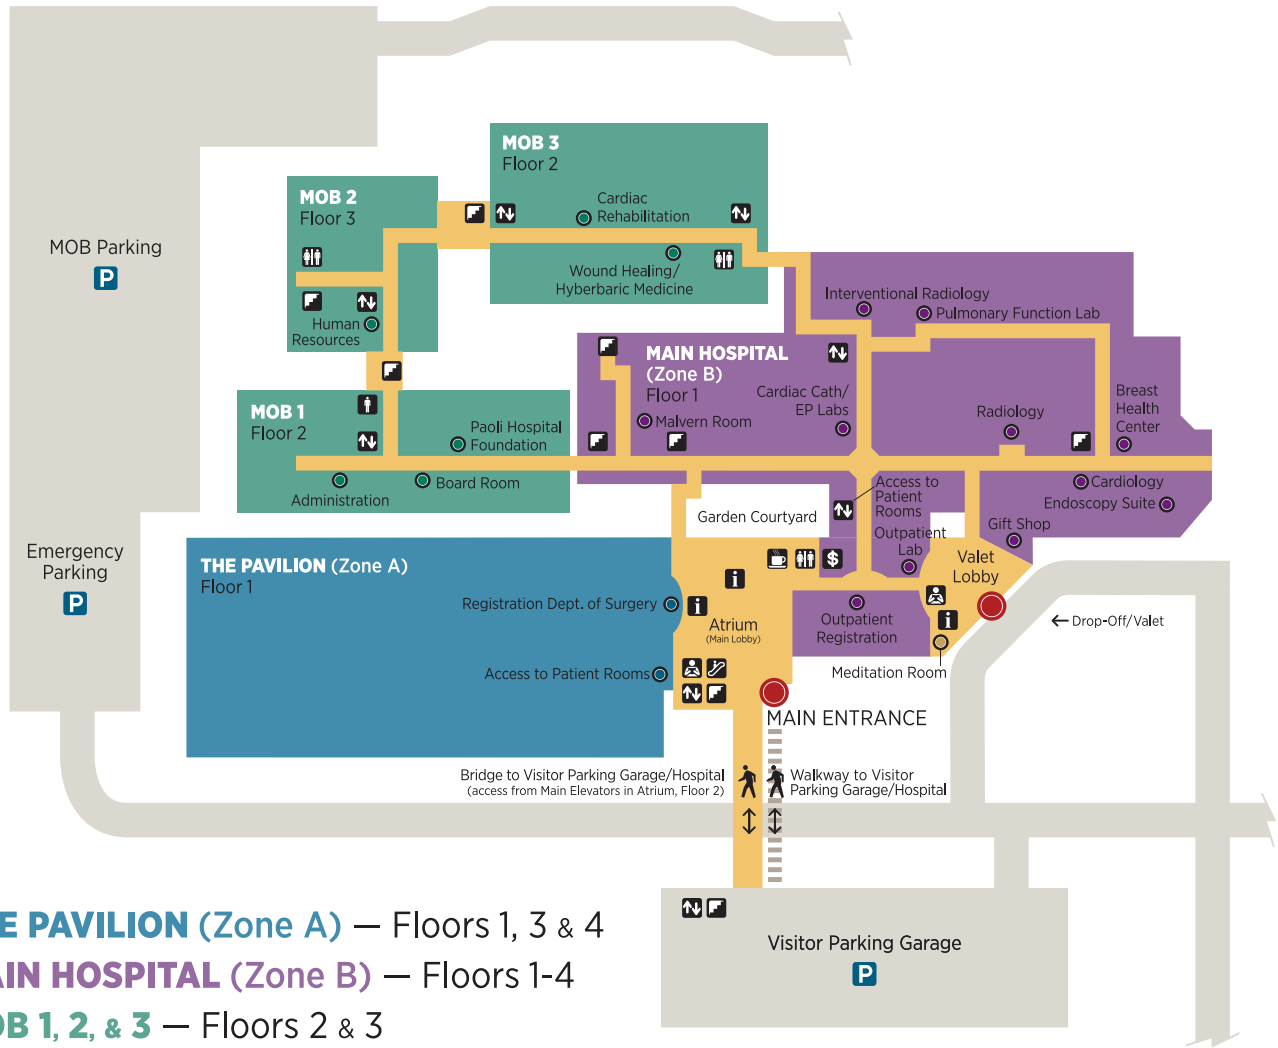 MOB 3
Floor 2
Cardiac
Rehabilitation
Wound Healing/
Hyberbaric Medicine
MOB 2
Floor 3
Human
Resources
MOB Parking
P
Interventional Radiology
Pulmonary Function Lab
MAIN HOSPITAL
(Zone B)
Floor 1
Cardiac Cath/
EP Labs
Malvern Room
Radiology
Breast
Health
Center
MOB 1
Floor 2
Paoli Hospital
Foundation
Administration
Board Room
Cardiology
Endoscopy Suite
Access to
Patient
Rooms
Garden Courtyard
Gift Shop
Outpatient
Lab
Valet
Lobby
Emergency
Parking
P
THE PAVILION (Zone A)
Floor 1
$
i
Registration Dept. of Surgery
i
Atrium
(Main Lobby)
Outpatient
Registration
i
← Drop-Off/Valet
Access to Patient Rooms
Meditation Room
MAIN ENTRANCE
Bridge to Visitor Parking Garage/Hospital
(access from Main Elevators in Atrium, Floor 2)
Walkway to Visitor
Parking Garage/Hospital
Visitor Parking Garage
P
E PAVILION (Zone A) — Floors 1, 3 & 4
AIN HOSPITAL (Zone B) — Floors 1-4
OB 1, 2, & 3 — Floors 2 & 3